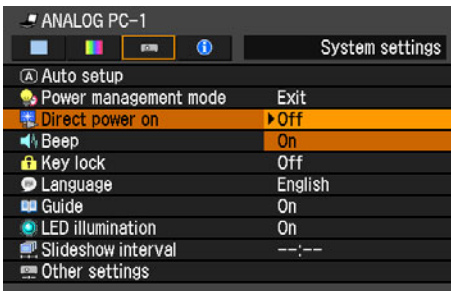 ANALOG PC-1
System settings
Auto setup
Power management mode Exit
Direct power on Off
Beep On
Key lock Off
Language English
Guide On
LED illumination On
Slideshow interval --:--
Other settings